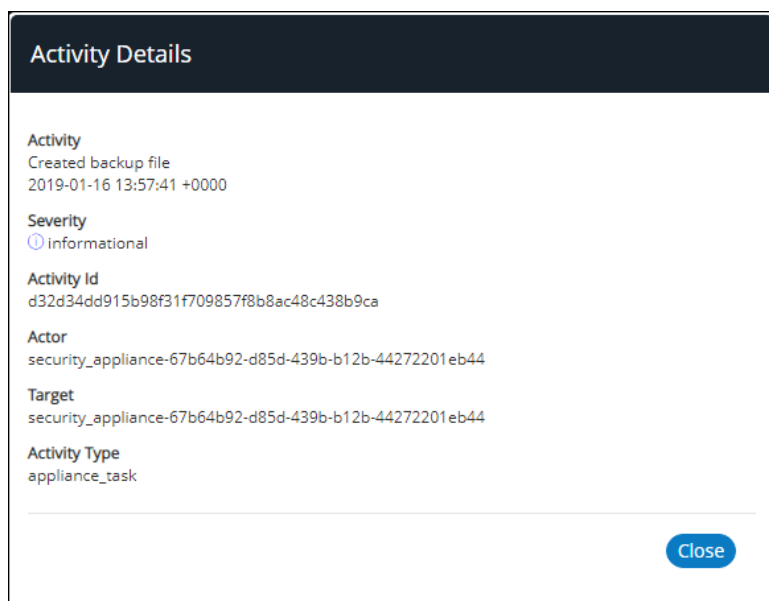 Activity Details
Activity
Created backup file
2019-01-16 13:57:41 +0000
Severity
informational
Activity Id
d32d34dd915b98f31f709857f8b8ac48c438b9ca
Actor
security_appliance-67b64b92-d85d-439b-b12b-44272201eb44
Target
security_appliance-67b64b92-d85d-439b-b12b-44272201eb44
Activity Type
appliance_task
Close